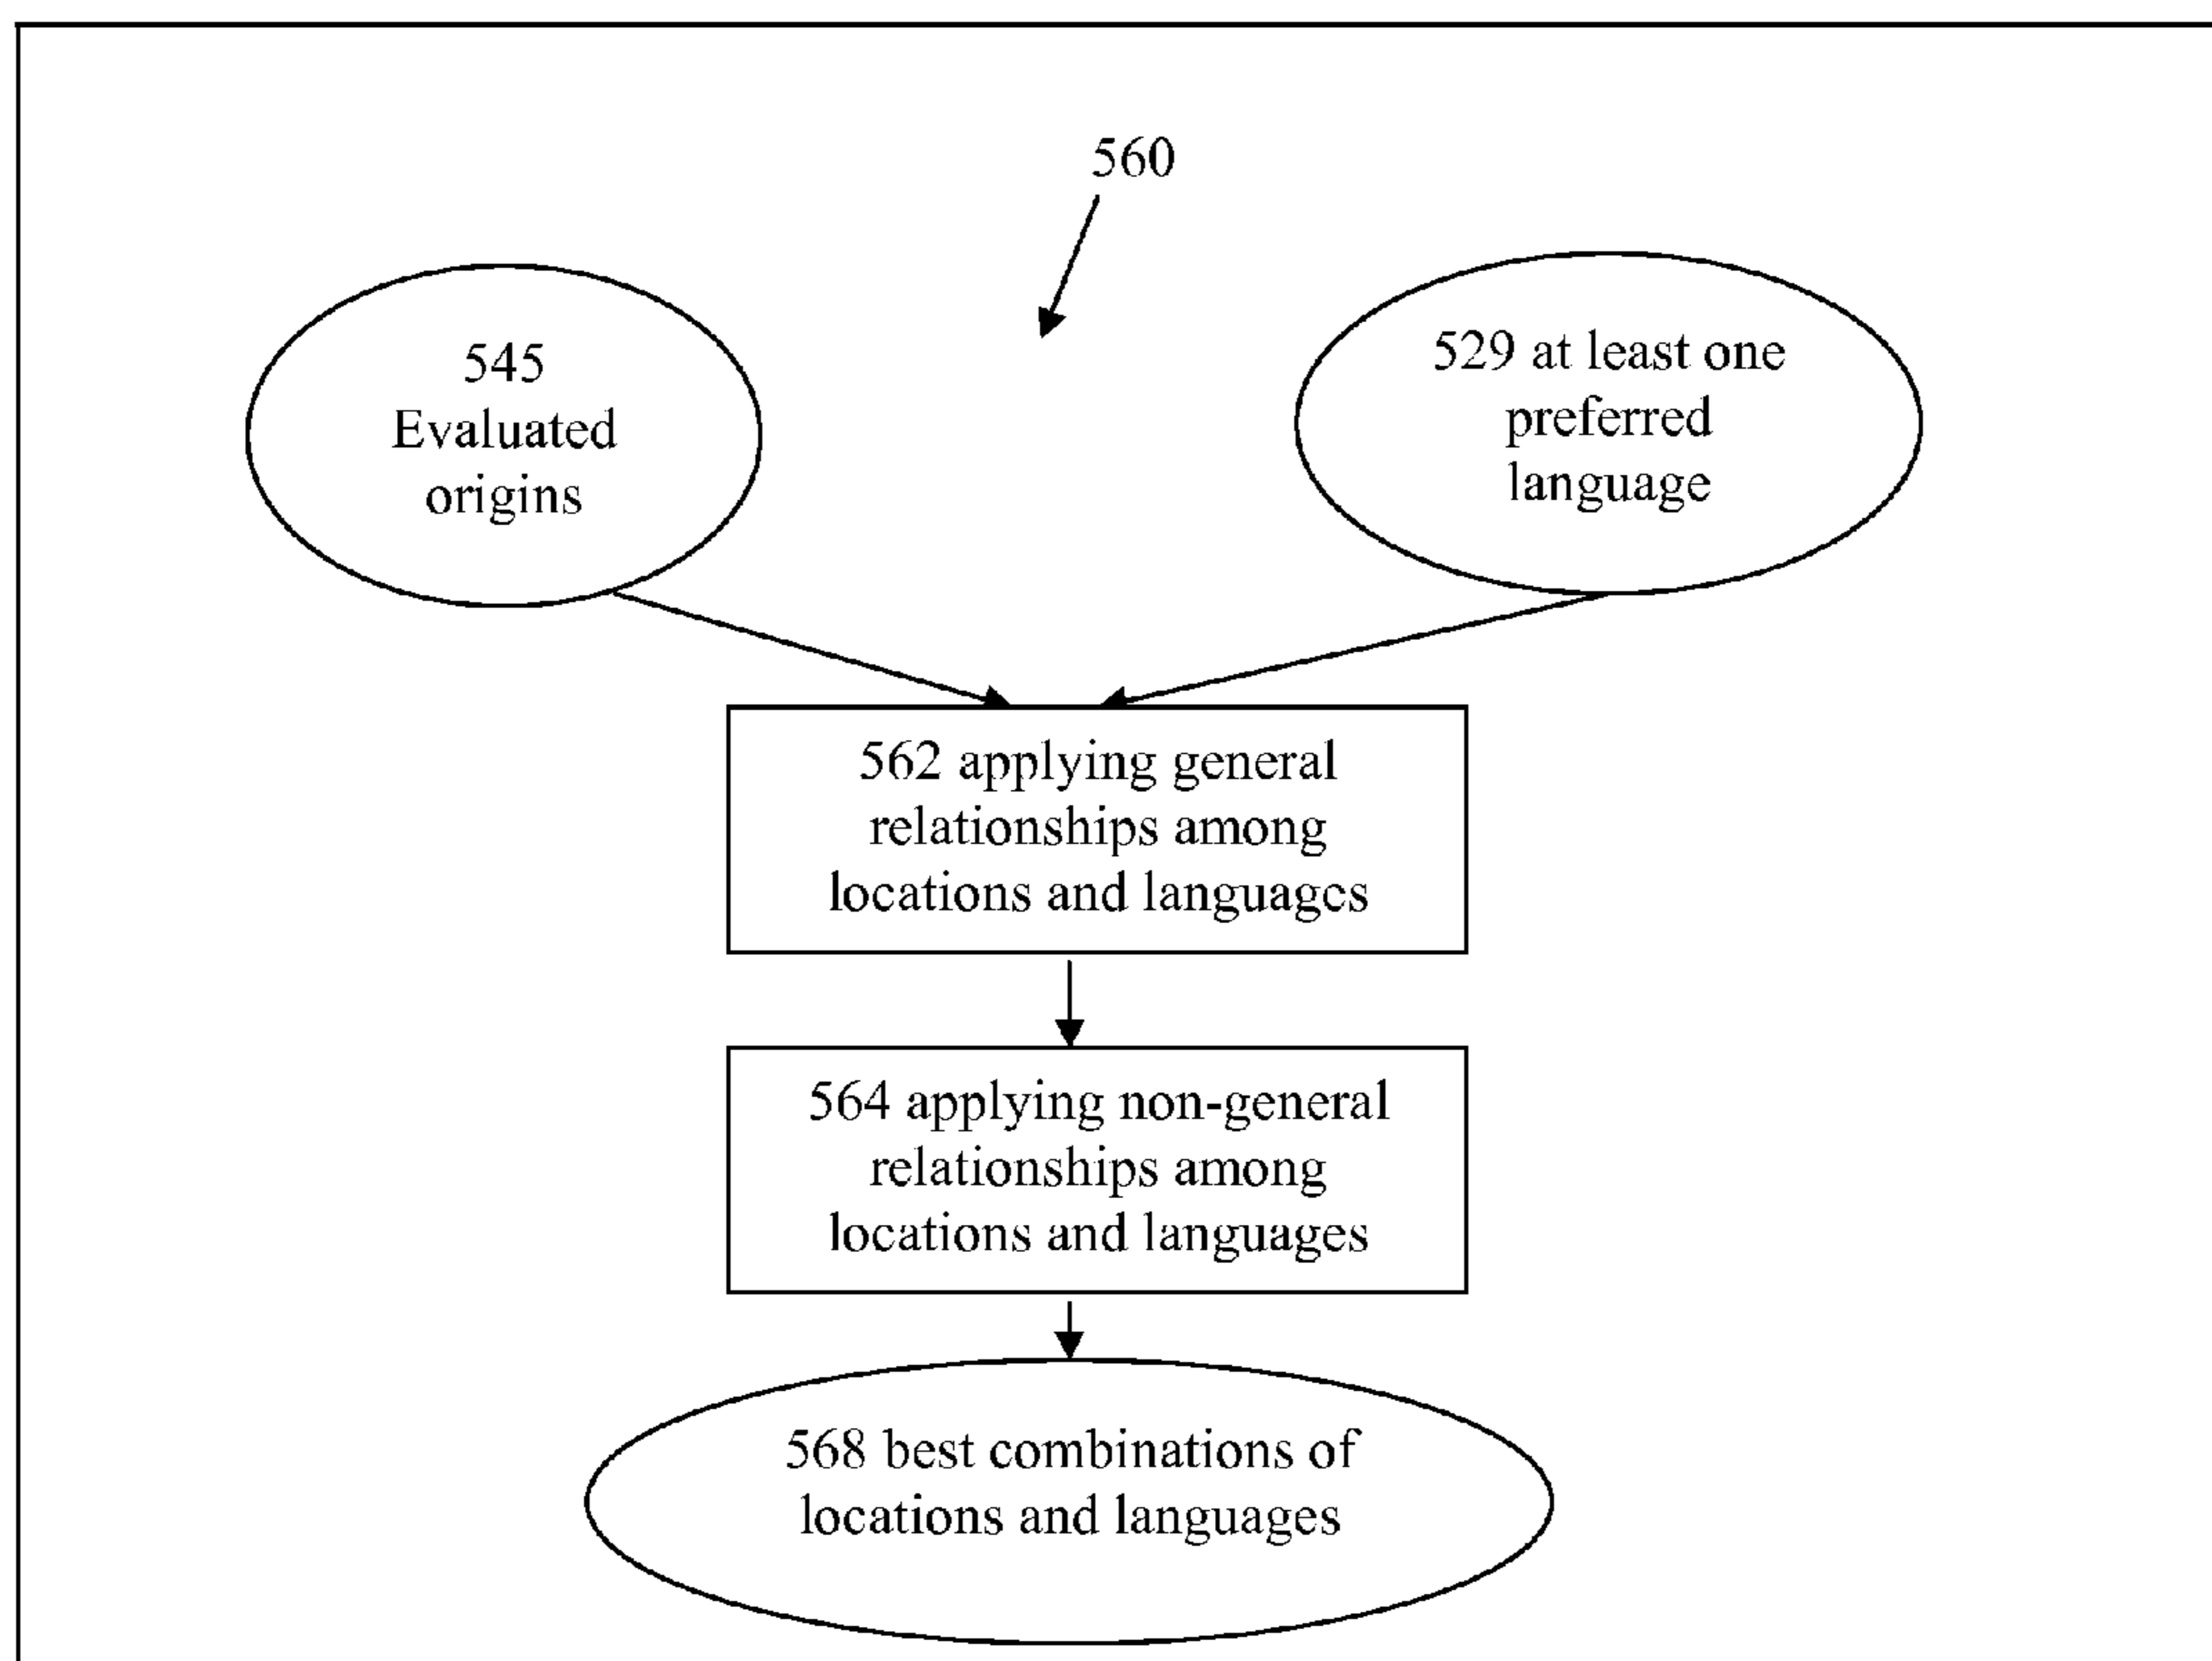 560
545
Evaluated
origins
529 at least one
preferred
language
562 applying general
relationships among
locations and languages
564 applying non-general
relationships among
locations and languages
568 best combinations of
locations and languages